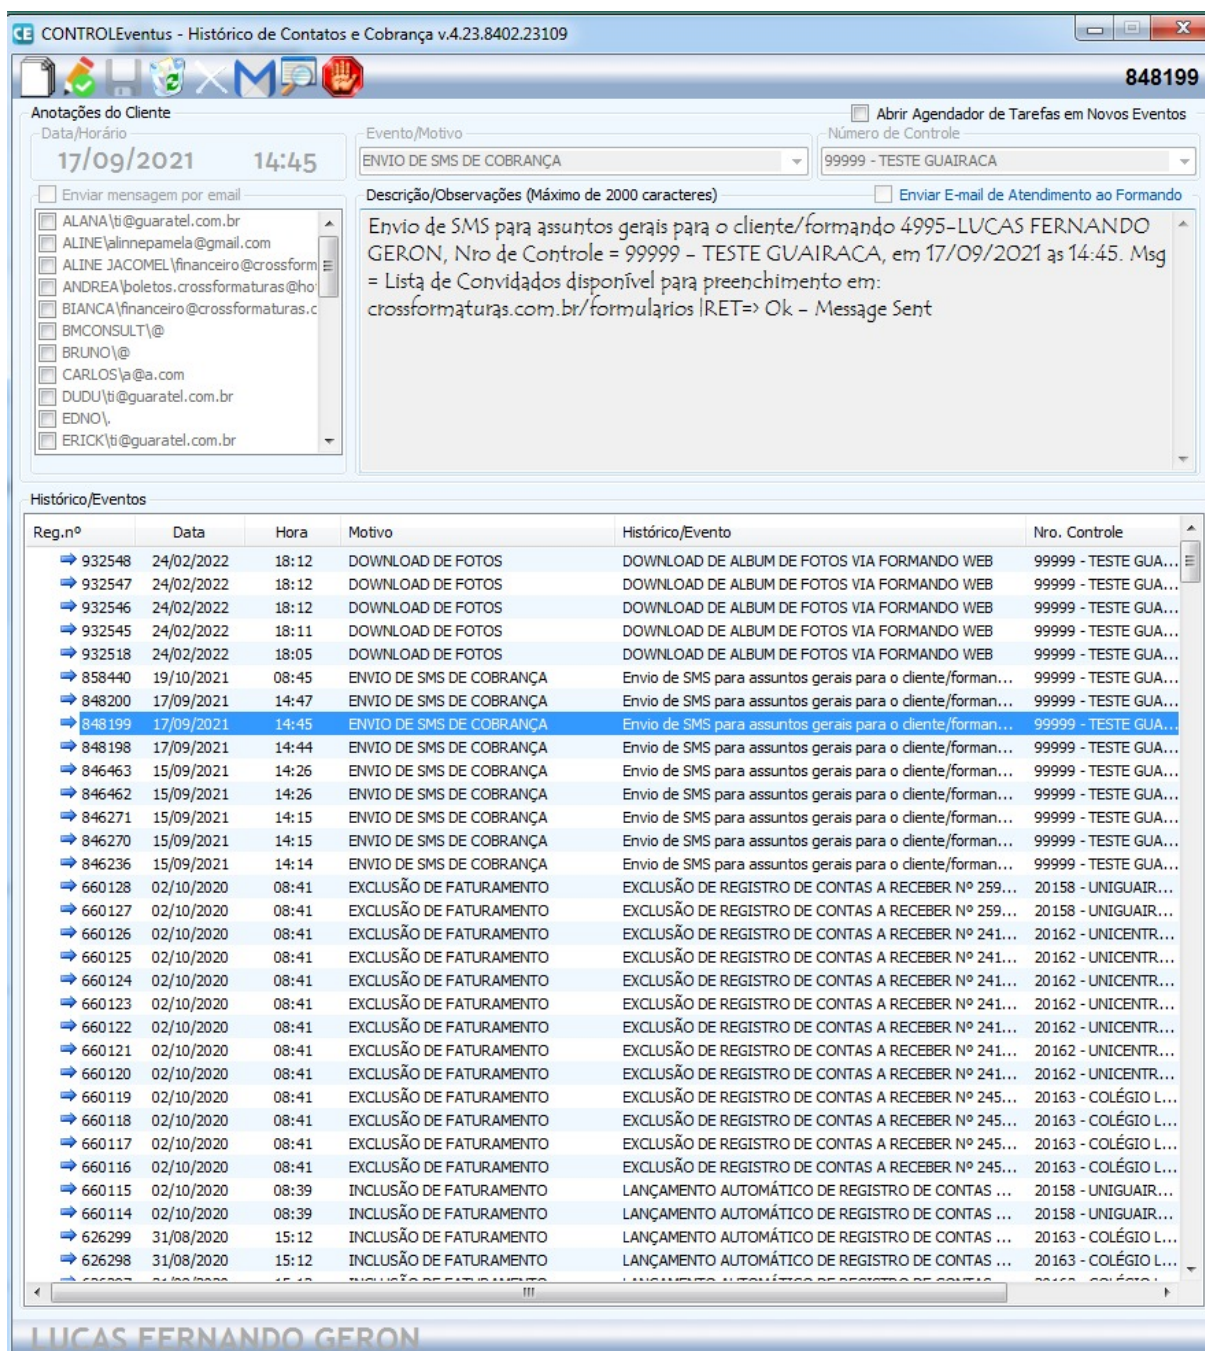 CE CONTROLEventus - Histórico de Contatos e Cobrança v.4.23.8402.23109
848199
Anotações do Cliente
Abrir Agendador de Tarefas em Novos Eventos
Data/Horário
Evento/Motivo
Número de Controle
17/09/2021 14:45
ENVIO DE SMS DE COBRANÇA
99999 - TESTE GUAIRACA
Enviar mensagem por email
Descrição/Observações (Máximo de 2000 caracteres)
Enviar E-mail de Atendimento ao Formando
ALANA\ti@guaratel.com.br
ALINE\alinnepamela@gmail.com
ALINE JACOMEL\financeiro@crossform
ANDREA\boletos.crossformaturas@ho
BIANCA\financeiro@crossformaturas.c
BMCONSULT\@
BRUNO\@
CARLOS\a@a.com
DUDU\ti@guaratel.com.br
EDNO\.
ERICK\ti@guaratel.com.br
Envio de SMS para assuntos gerais para o cliente/formando 4995-LUCAS FERNANDO
GERON, Nro de Controle = 99999 - TESTE GUAIRACA, em 17/09/2021 as 14:45. Msg
= Lista de Convidados disponível para preenchimento em:
crossformaturas.com.br/formularios |RET=> Ok - Message Sent
Histórico/Eventos
Reg.nº Data Hora Motivo Histórico/Evento Nro. Controle
932548 24/02/2022 18:12 DOWNLOAD DE FOTOS DOWNLOAD DE ALBUM DE FOTOS VIA FORMANDO WEB 99999 - TESTE GUA...
932547 24/02/2022 18:12 DOWNLOAD DE FOTOS DOWNLOAD DE ALBUM DE FOTOS VIA FORMANDO WEB 99999 - TESTE GUA...
932546 24/02/2022 18:12 DOWNLOAD DE FOTOS DOWNLOAD DE ALBUM DE FOTOS VIA FORMANDO WEB 99999 - TESTE GUA...
932545 24/02/2022 18:11 DOWNLOAD DE FOTOS DOWNLOAD DE ALBUM DE FOTOS VIA FORMANDO WEB 99999 - TESTE GUA...
932518 24/02/2022 18:05 DOWNLOAD DE FOTOS DOWNLOAD DE ALBUM DE FOTOS VIA FORMANDO WEB 99999 - TESTE GUA...
858440 19/10/2021 08:45 ENVIO DE SMS DE COBRANÇA Envio de SMS para assuntos gerais para o cliente/forman... 99999 - TESTE GUA...
848200 17/09/2021 14:47 ENVIO DE SMS DE COBRANÇA Envio de SMS para assuntos gerais para o cliente/forman... 99999 - TESTE GUA...
848199 17/09/2021 14:45 ENVIO DE SMS DE COBRANÇA Envio de SMS para assuntos gerais para o cliente/forman... 99999 - TESTE GUA...
848198 17/09/2021 14:44 ENVIO DE SMS DE COBRANÇA Envio de SMS para assuntos gerais para o cliente/forman... 99999 - TESTE GUA...
846463 15/09/2021 14:26 ENVIO DE SMS DE COBRANÇA Envio de SMS para assuntos gerais para o cliente/forman... 99999 - TESTE GUA...
846462 15/09/2021 14:26 ENVIO DE SMS DE COBRANÇA Envio de SMS para assuntos gerais para o cliente/forman... 99999 - TESTE GUA...
846271 15/09/2021 14:15 ENVIO DE SMS DE COBRANÇA Envio de SMS para assuntos gerais para o cliente/forman... 99999 - TESTE GUA...
846270 15/09/2021 14:15 ENVIO DE SMS DE COBRANÇA Envio de SMS para assuntos gerais para o cliente/forman... 99999 - TESTE GUA...
846236 15/09/2021 14:14 ENVIO DE SMS DE COBRANÇA Envio de SMS para assuntos gerais para o cliente/forman... 99999 - TESTE GUA...
660128 02/10/2020 08:41 EXCLUSÃO DE FATURAMENTO EXCLUSÃO DE REGISTRO DE CONTAS A RECEBER Nº 259... 20158 - UNIGUAIR...
660127 02/10/2020 08:41 EXCLUSÃO DE FATURAMENTO EXCLUSÃO DE REGISTRO DE CONTAS A RECEBER Nº 259... 20158 - UNIGUAIR...
660126 02/10/2020 08:41 EXCLUSÃO DE FATURAMENTO EXCLUSÃO DE REGISTRO DE CONTAS A RECEBER Nº 241... 20162 - UNICENTR...
660125 02/10/2020 08:41 EXCLUSÃO DE FATURAMENTO EXCLUSÃO DE REGISTRO DE CONTAS A RECEBER Nº 241... 20162 - UNICENTR...
660124 02/10/2020 08:41 EXCLUSÃO DE FATURAMENTO EXCLUSÃO DE REGISTRO DE CONTAS A RECEBER Nº 241... 20162 - UNICENTR...
660123 02/10/2020 08:41 EXCLUSÃO DE FATURAMENTO EXCLUSÃO DE REGISTRO DE CONTAS A RECEBER Nº 241... 20162 - UNICENTR...
660122 02/10/2020 08:41 EXCLUSÃO DE FATURAMENTO EXCLUSÃO DE REGISTRO DE CONTAS A RECEBER Nº 241... 20162 - UNICENTR...
660121 02/10/2020 08:41 EXCLUSÃO DE FATURAMENTO EXCLUSÃO DE REGISTRO DE CONTAS A RECEBER Nº 241... 20162 - UNICENTR...
660120 02/10/2020 08:41 EXCLUSÃO DE FATURAMENTO EXCLUSÃO DE REGISTRO DE CONTAS A RECEBER Nº 241... 20162 - UNICENTR...
660119 02/10/2020 08:41 EXCLUSÃO DE FATURAMENTO EXCLUSÃO DE REGISTRO DE CONTAS A RECEBER Nº 245... 20163 - COLÉGIO L...
660118 02/10/2020 08:41 EXCLUSÃO DE FATURAMENTO EXCLUSÃO DE REGISTRO DE CONTAS A RECEBER Nº 245... 20163 - COLÉGIO L...
660117 02/10/2020 08:41 EXCLUSÃO DE FATURAMENTO EXCLUSÃO DE REGISTRO DE CONTAS A RECEBER Nº 245... 20163 - COLÉGIO L...
660116 02/10/2020 08:41 EXCLUSÃO DE FATURAMENTO EXCLUSÃO DE REGISTRO DE CONTAS A RECEBER Nº 245... 20163 - COLÉGIO L...
660115 02/10/2020 08:39 INCLUSÃO DE FATURAMENTO LANÇAMENTO AUTOMÁTICO DE REGISTRO DE CONTAS ... 20158 - UNIGUAIR...
660114 02/10/2020 08:39 INCLUSÃO DE FATURAMENTO LANÇAMENTO AUTOMÁTICO DE REGISTRO DE CONTAS ... 20158 - UNIGUAIR...
626299 31/08/2020 15:12 INCLUSÃO DE FATURAMENTO LANÇAMENTO AUTOMÁTICO DE REGISTRO DE CONTAS ... 20163 - COLÉGIO L...
626298 31/08/2020 15:12 INCLUSÃO DE FATURAMENTO LANÇAMENTO AUTOMÁTICO DE REGISTRO DE CONTAS ... 20163 - COLÉGIO L...
LUCAS FERNANDO GERON